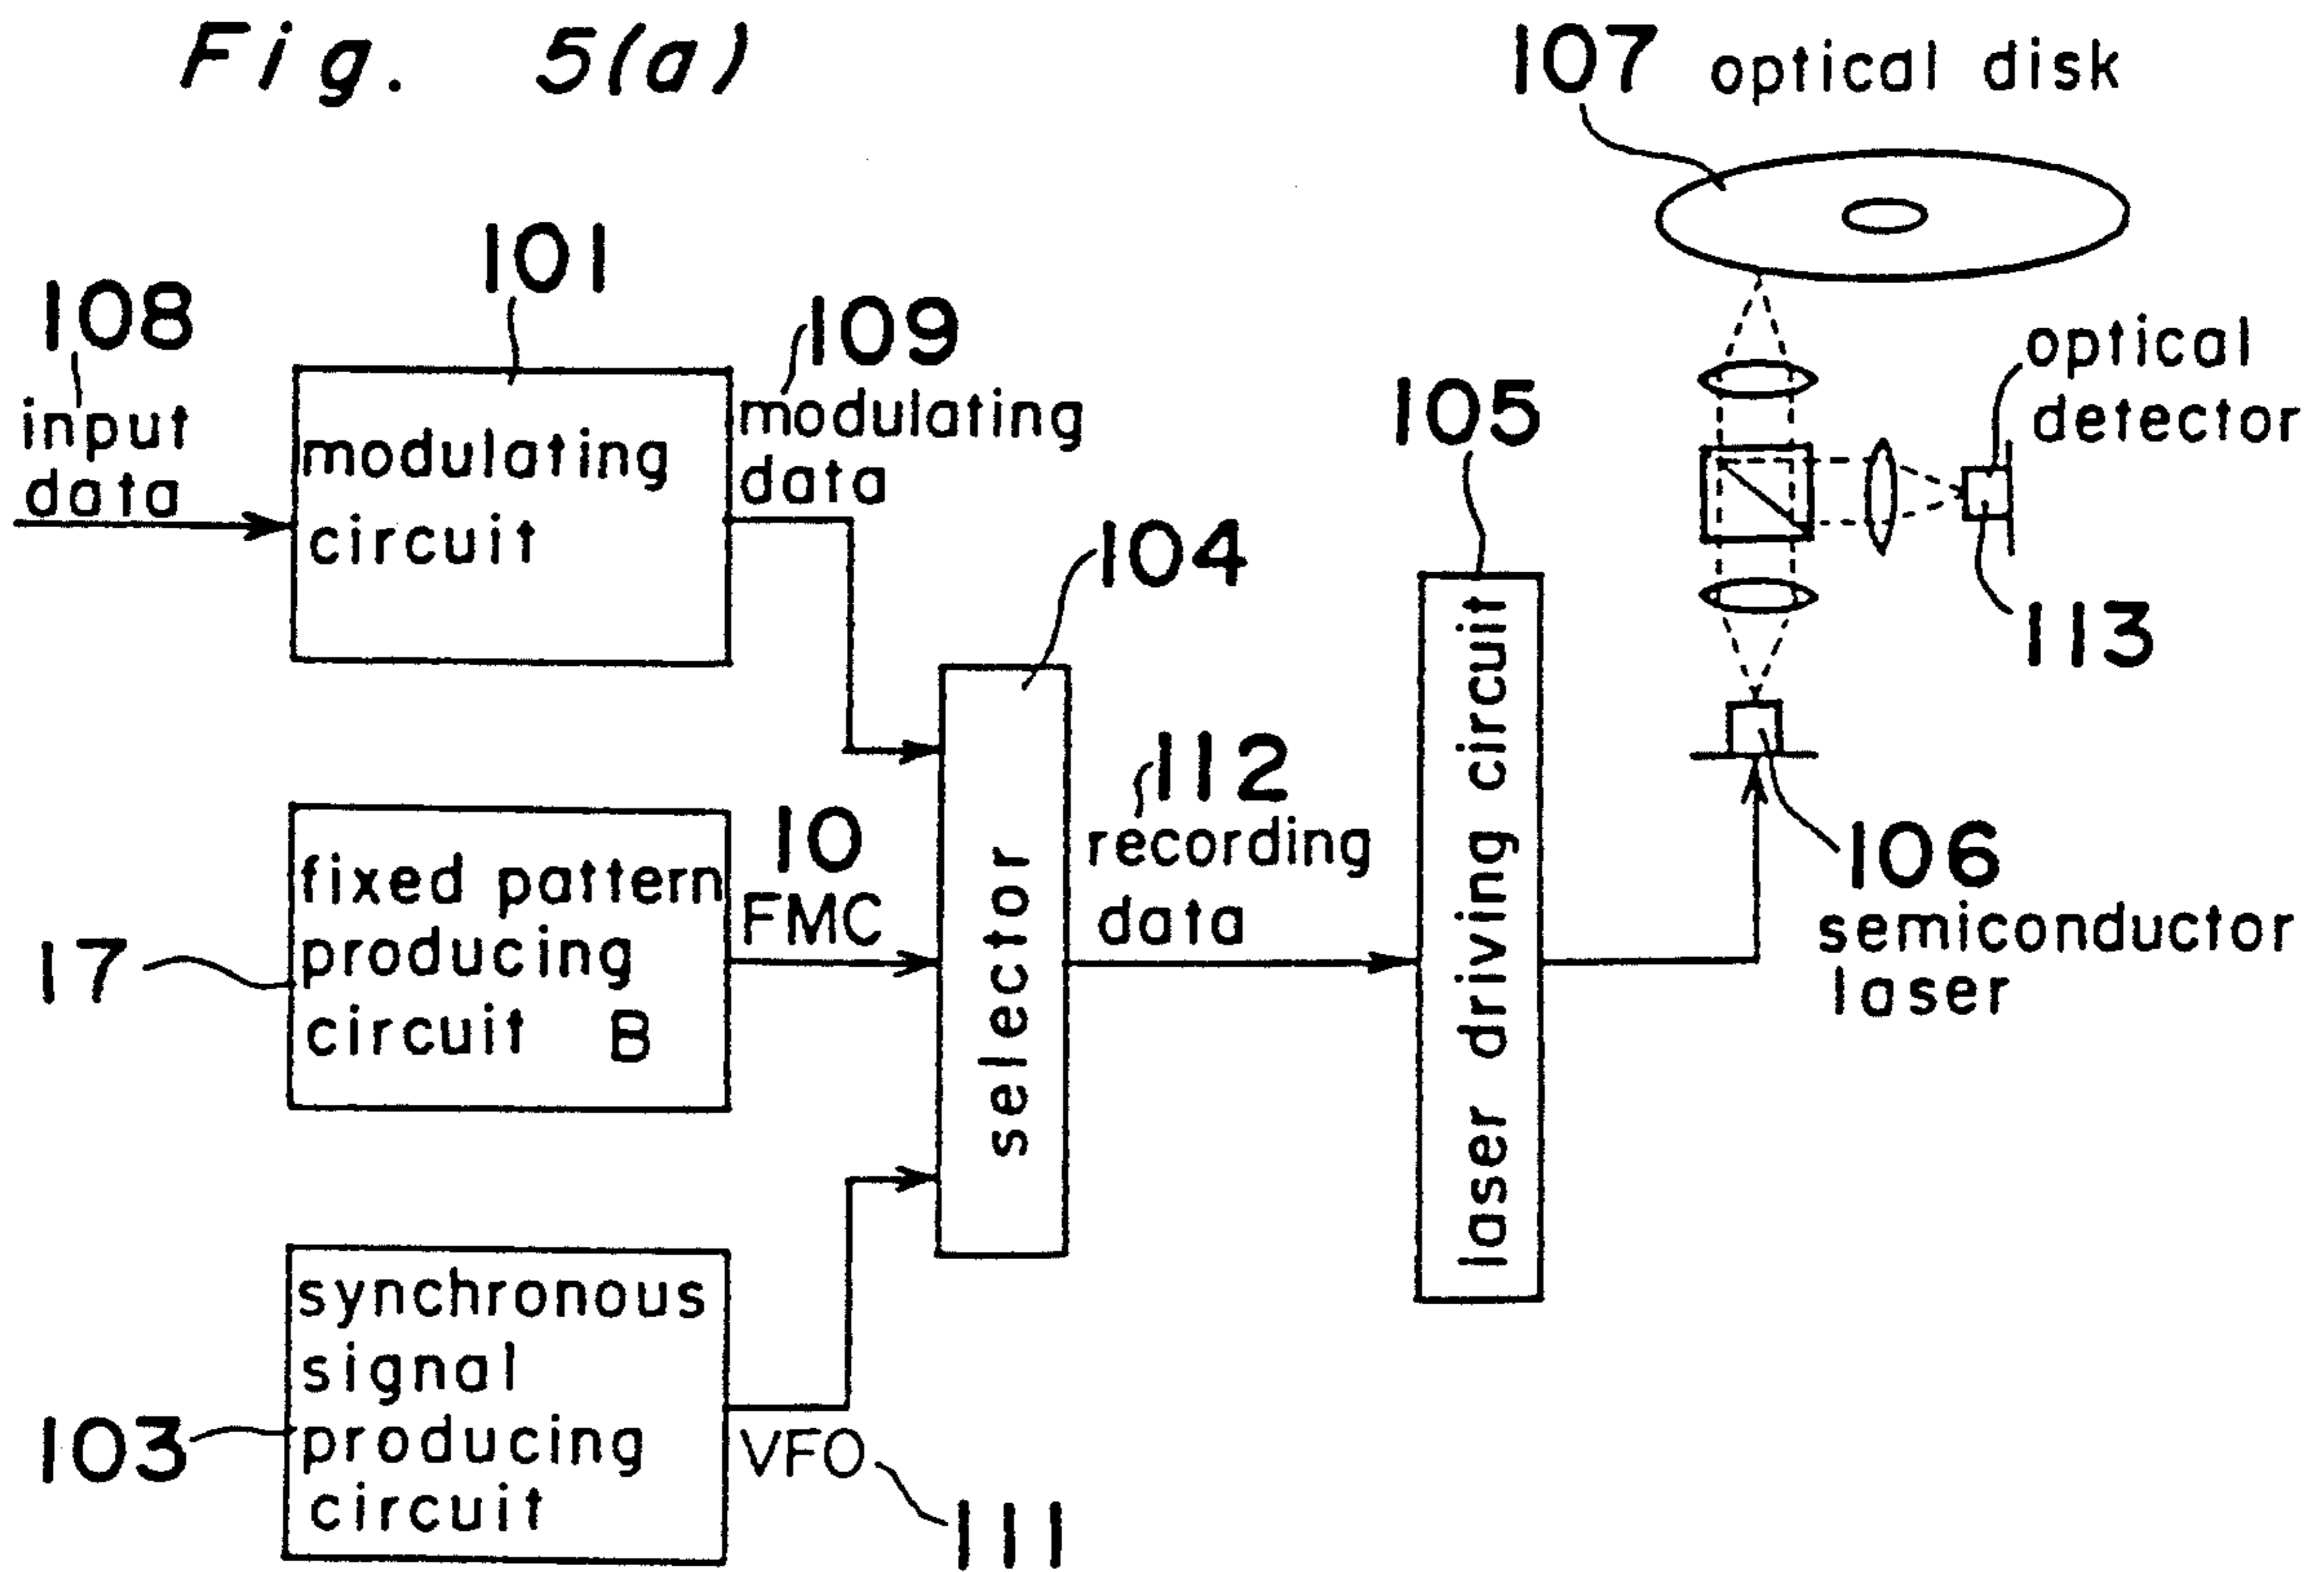 Fig. 5(a)
107 optical disk
101
108
input
data
modulating
circuit
109
modulating
data
105
optical
detector
104
113
112
recording
data
106
semiconductor
laser
laser driving circuit
selector
17
fixed pattern
producing
circuit B
10
FMC
103
synchronous
signal
producing
circuit
VFO
111